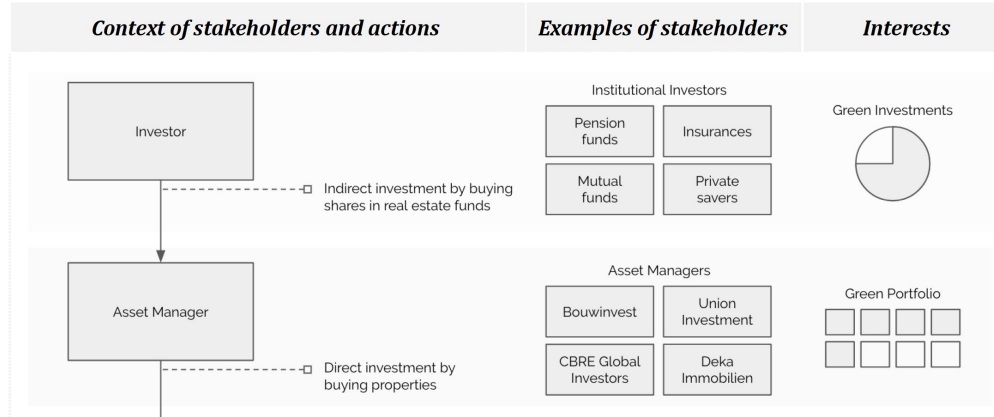 Context of stakeholders and actions
Examples of stakeholders
Interests
Investor
Indirect investment by buying
shares in real estate funds
Institutional Investors
Pension
funds
Insurances
Mutual
funds
Private
savers
Green Investments
Asset Manager
Direct investment by
buying properties
Asset Managers
Bouwinvest
Union
Investment
CBRE Global
Investors
Deka
Immobilien
Green Portfolio